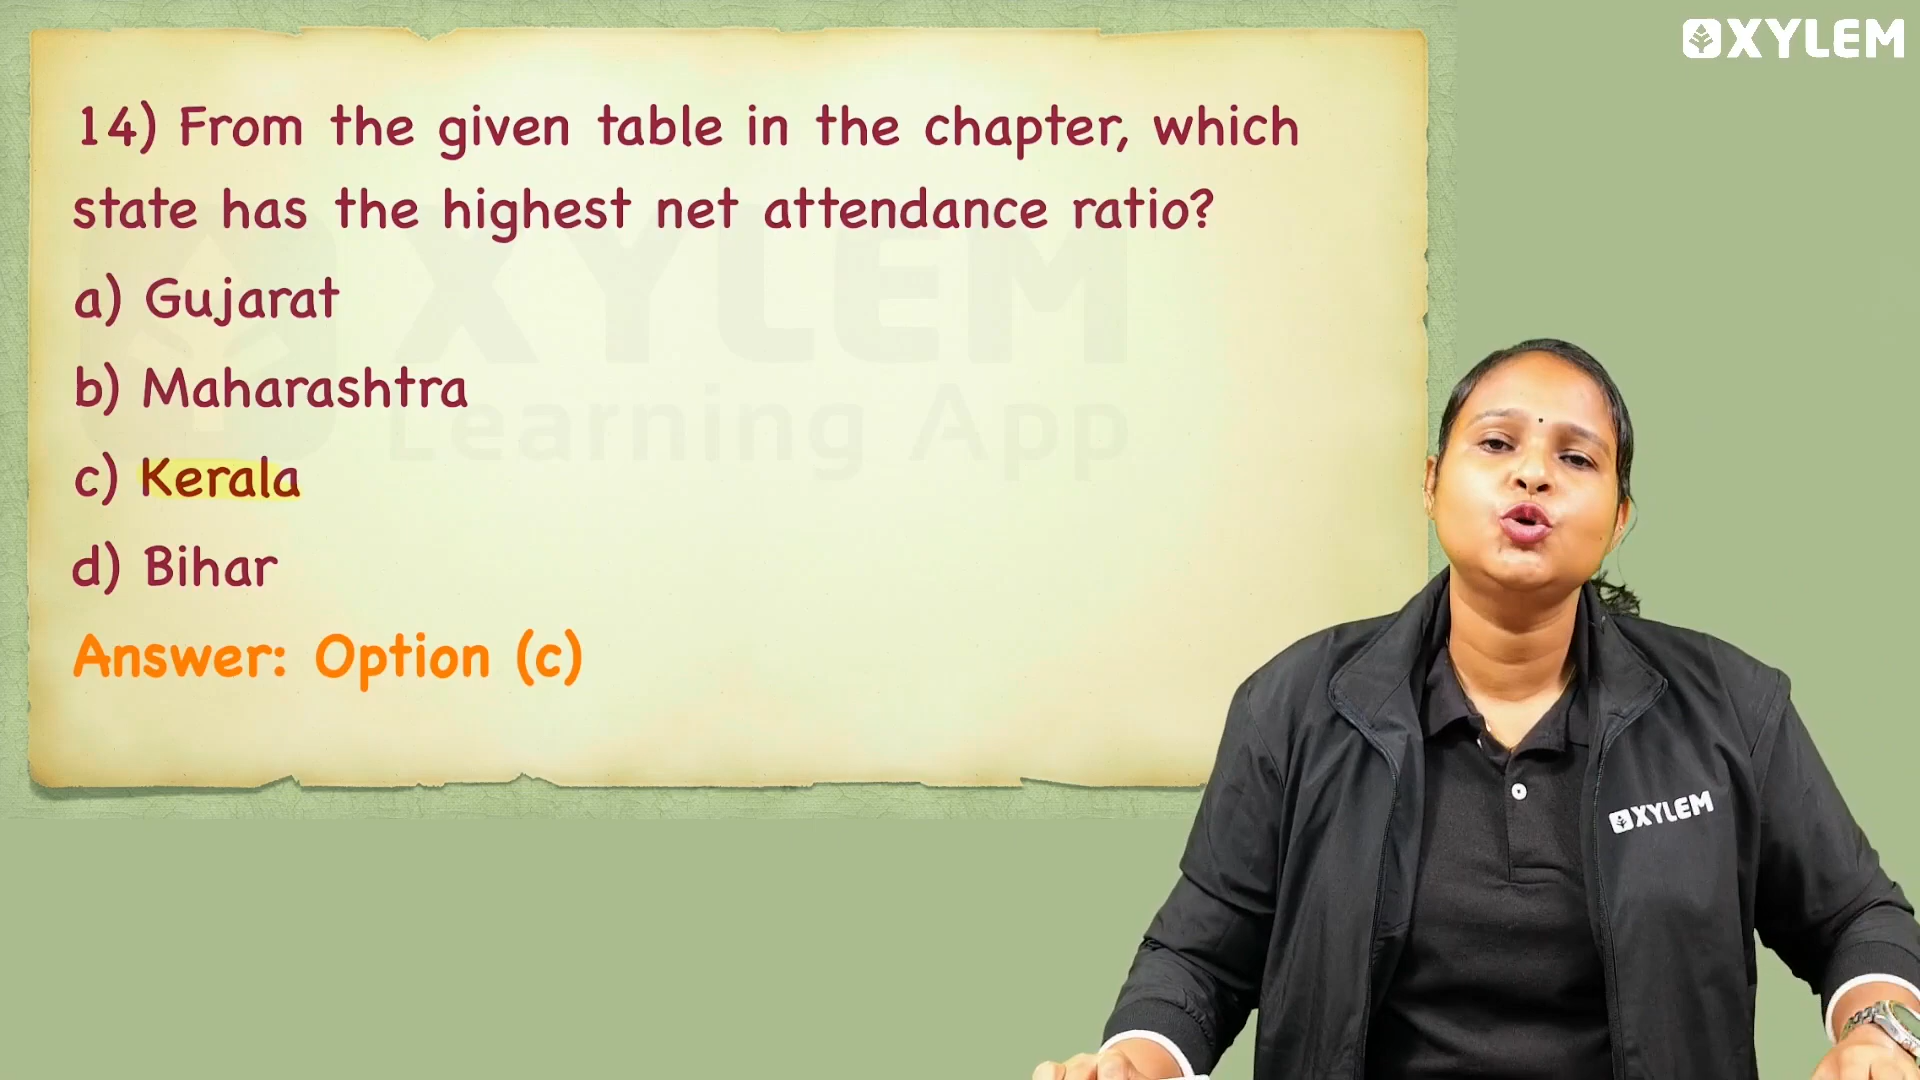 XYLEM
14) From the given table in the chapter, which
state has the highest net attendance ratio?
a) Gujarat
b) Maharashtra
c) Kerala
d) Bihar
Answer: Option (c)
XYLEM
Learning App
XYLEM